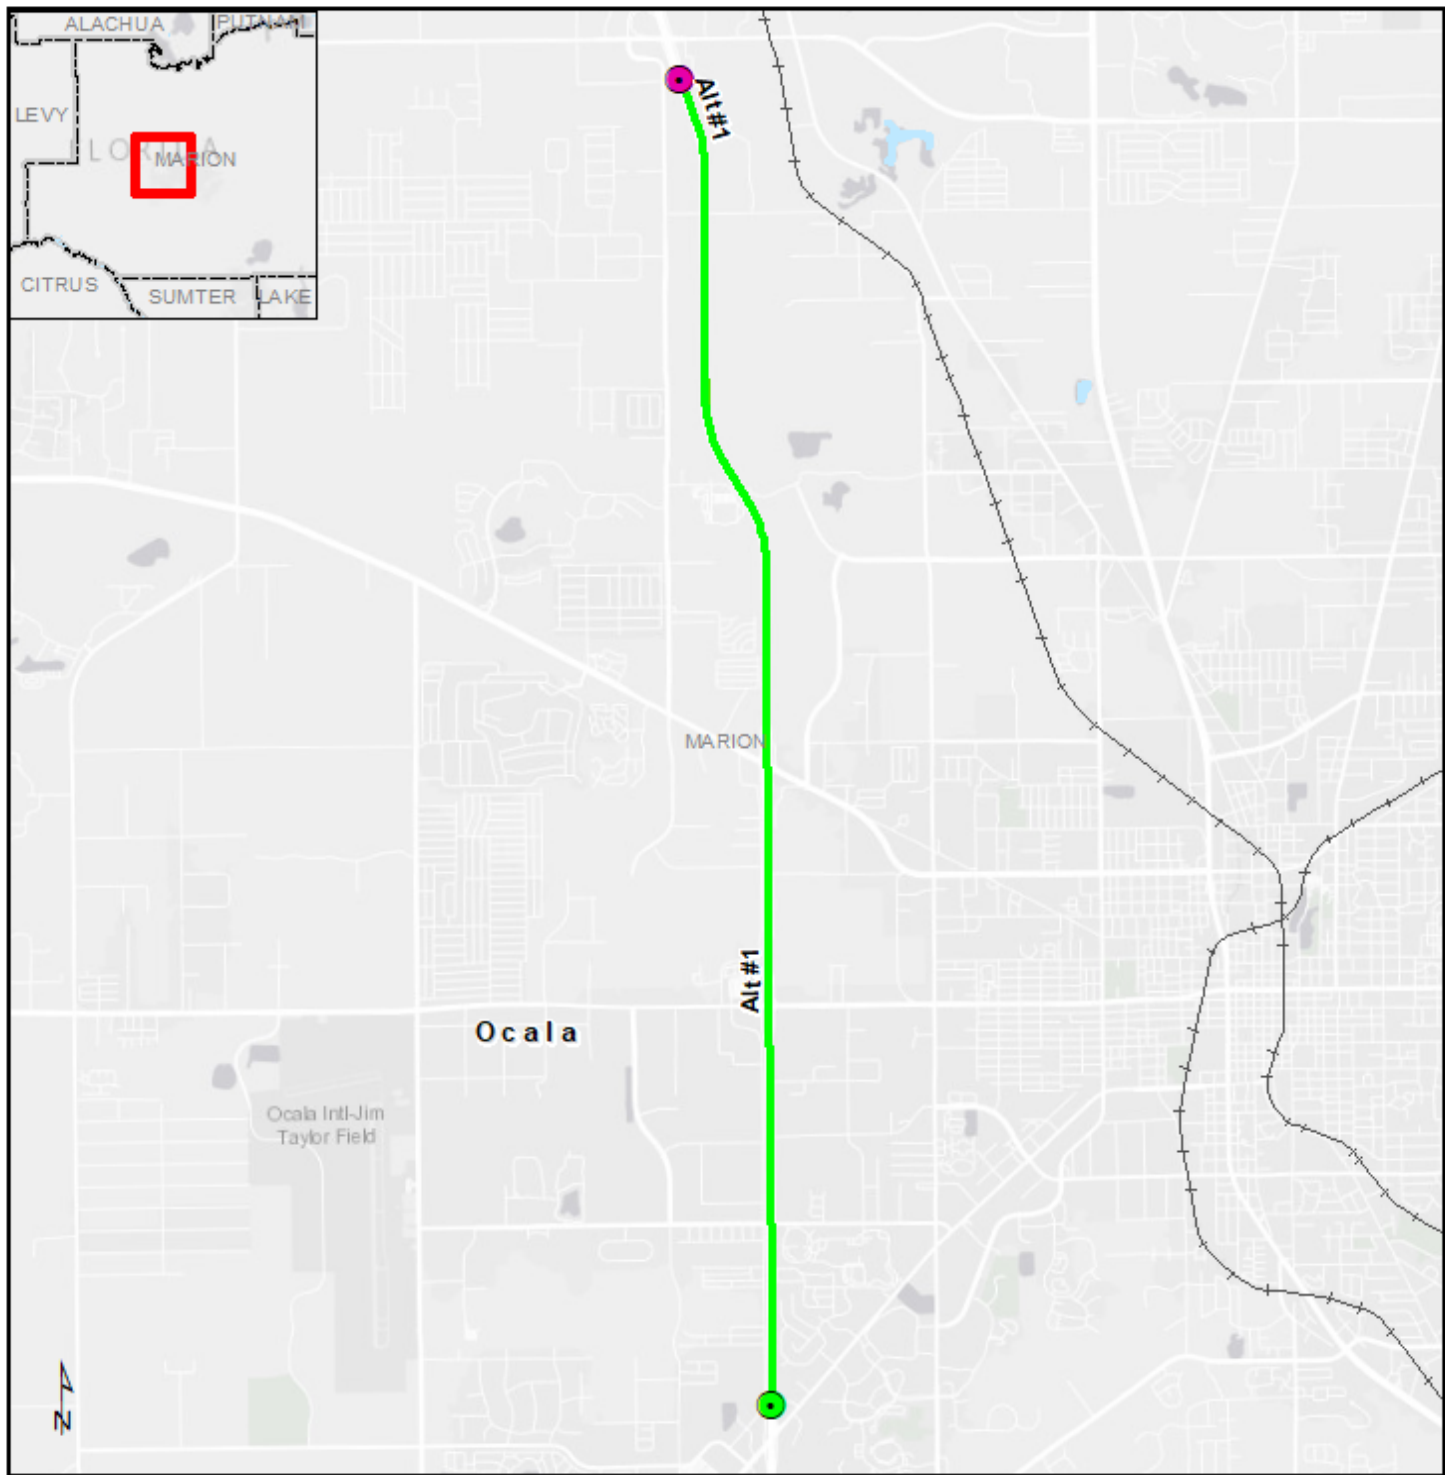 ALACHUA
PUTNAM
LEVY
FLORIDA
MARION
CITRUS
SUMTER
LAKE
Alt #1
MARION
Alt #1
Ocala
Ocala Intl-Jim
Taylor Field
N